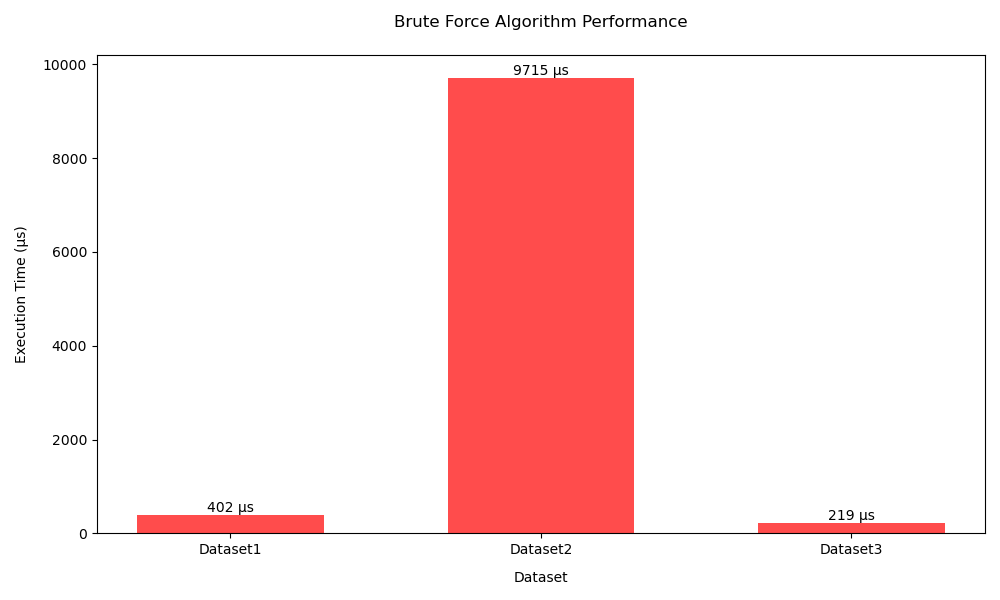 Brute Force Algorithm Performance
10000
8000
6000
4000
2000
0
Execution Time (µs)
402 µs
9715 µs
219 µs
Dataset1
Dataset2
Dataset3
Dataset